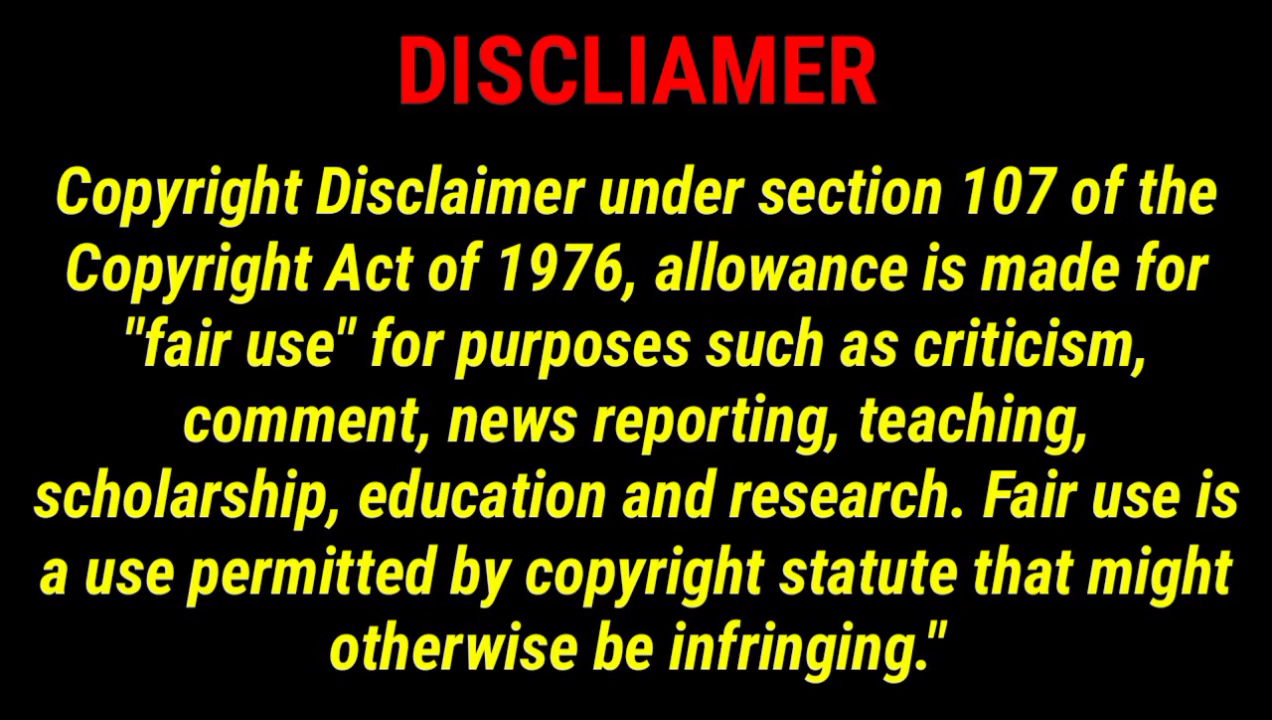 DISCLIAMER
Copyright Disclaimer under section 107 of the
Copyright Act of 1976, allowance is made for
"fair use" for purposes such as criticism,
comment, news reporting, teaching,
scholarship, education and research. Fair use is
a use permitted by copyright statute that might
otherwise be infringing."